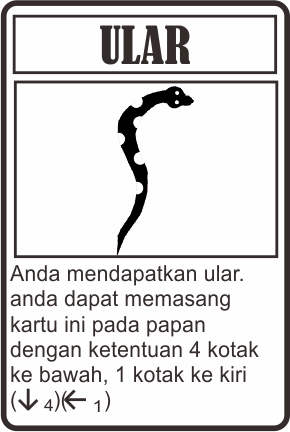 ULAR
Anda mendapatkan ular.
anda dapat memasang
kartu ini pada papan
dengan ketentuan 4 kotak
ke bawah, 1 kotak ke kiri
(↓ 4)(← 1)